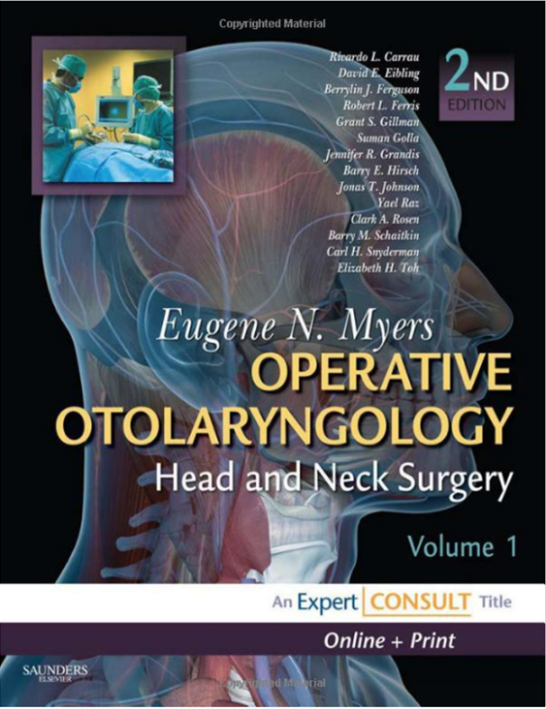 Copyrighted Material
Ricardo L. Carrau
David E. Eibling
Berrylin J. Ferguson
Robert L. Ferris
Grant S. Gillman
Suman Golla
Jennifer R. Grandis
Barry E. Hirsch
Jonas T. Johnson
Yael Raz
Clark A. Rosen
Barry M. Schaitkin
Carl H. Snyderman
Elizabeth H. Toh
2ND
EDITION
Eugene N. Myers
OPERATIVE
OTOLARYNGOLOGY
Head and Neck Surgery
Volume 1
An Expert CONSULT Title
Online + Print
SAUNDERS
ELSEVIER
Copyrighted Material